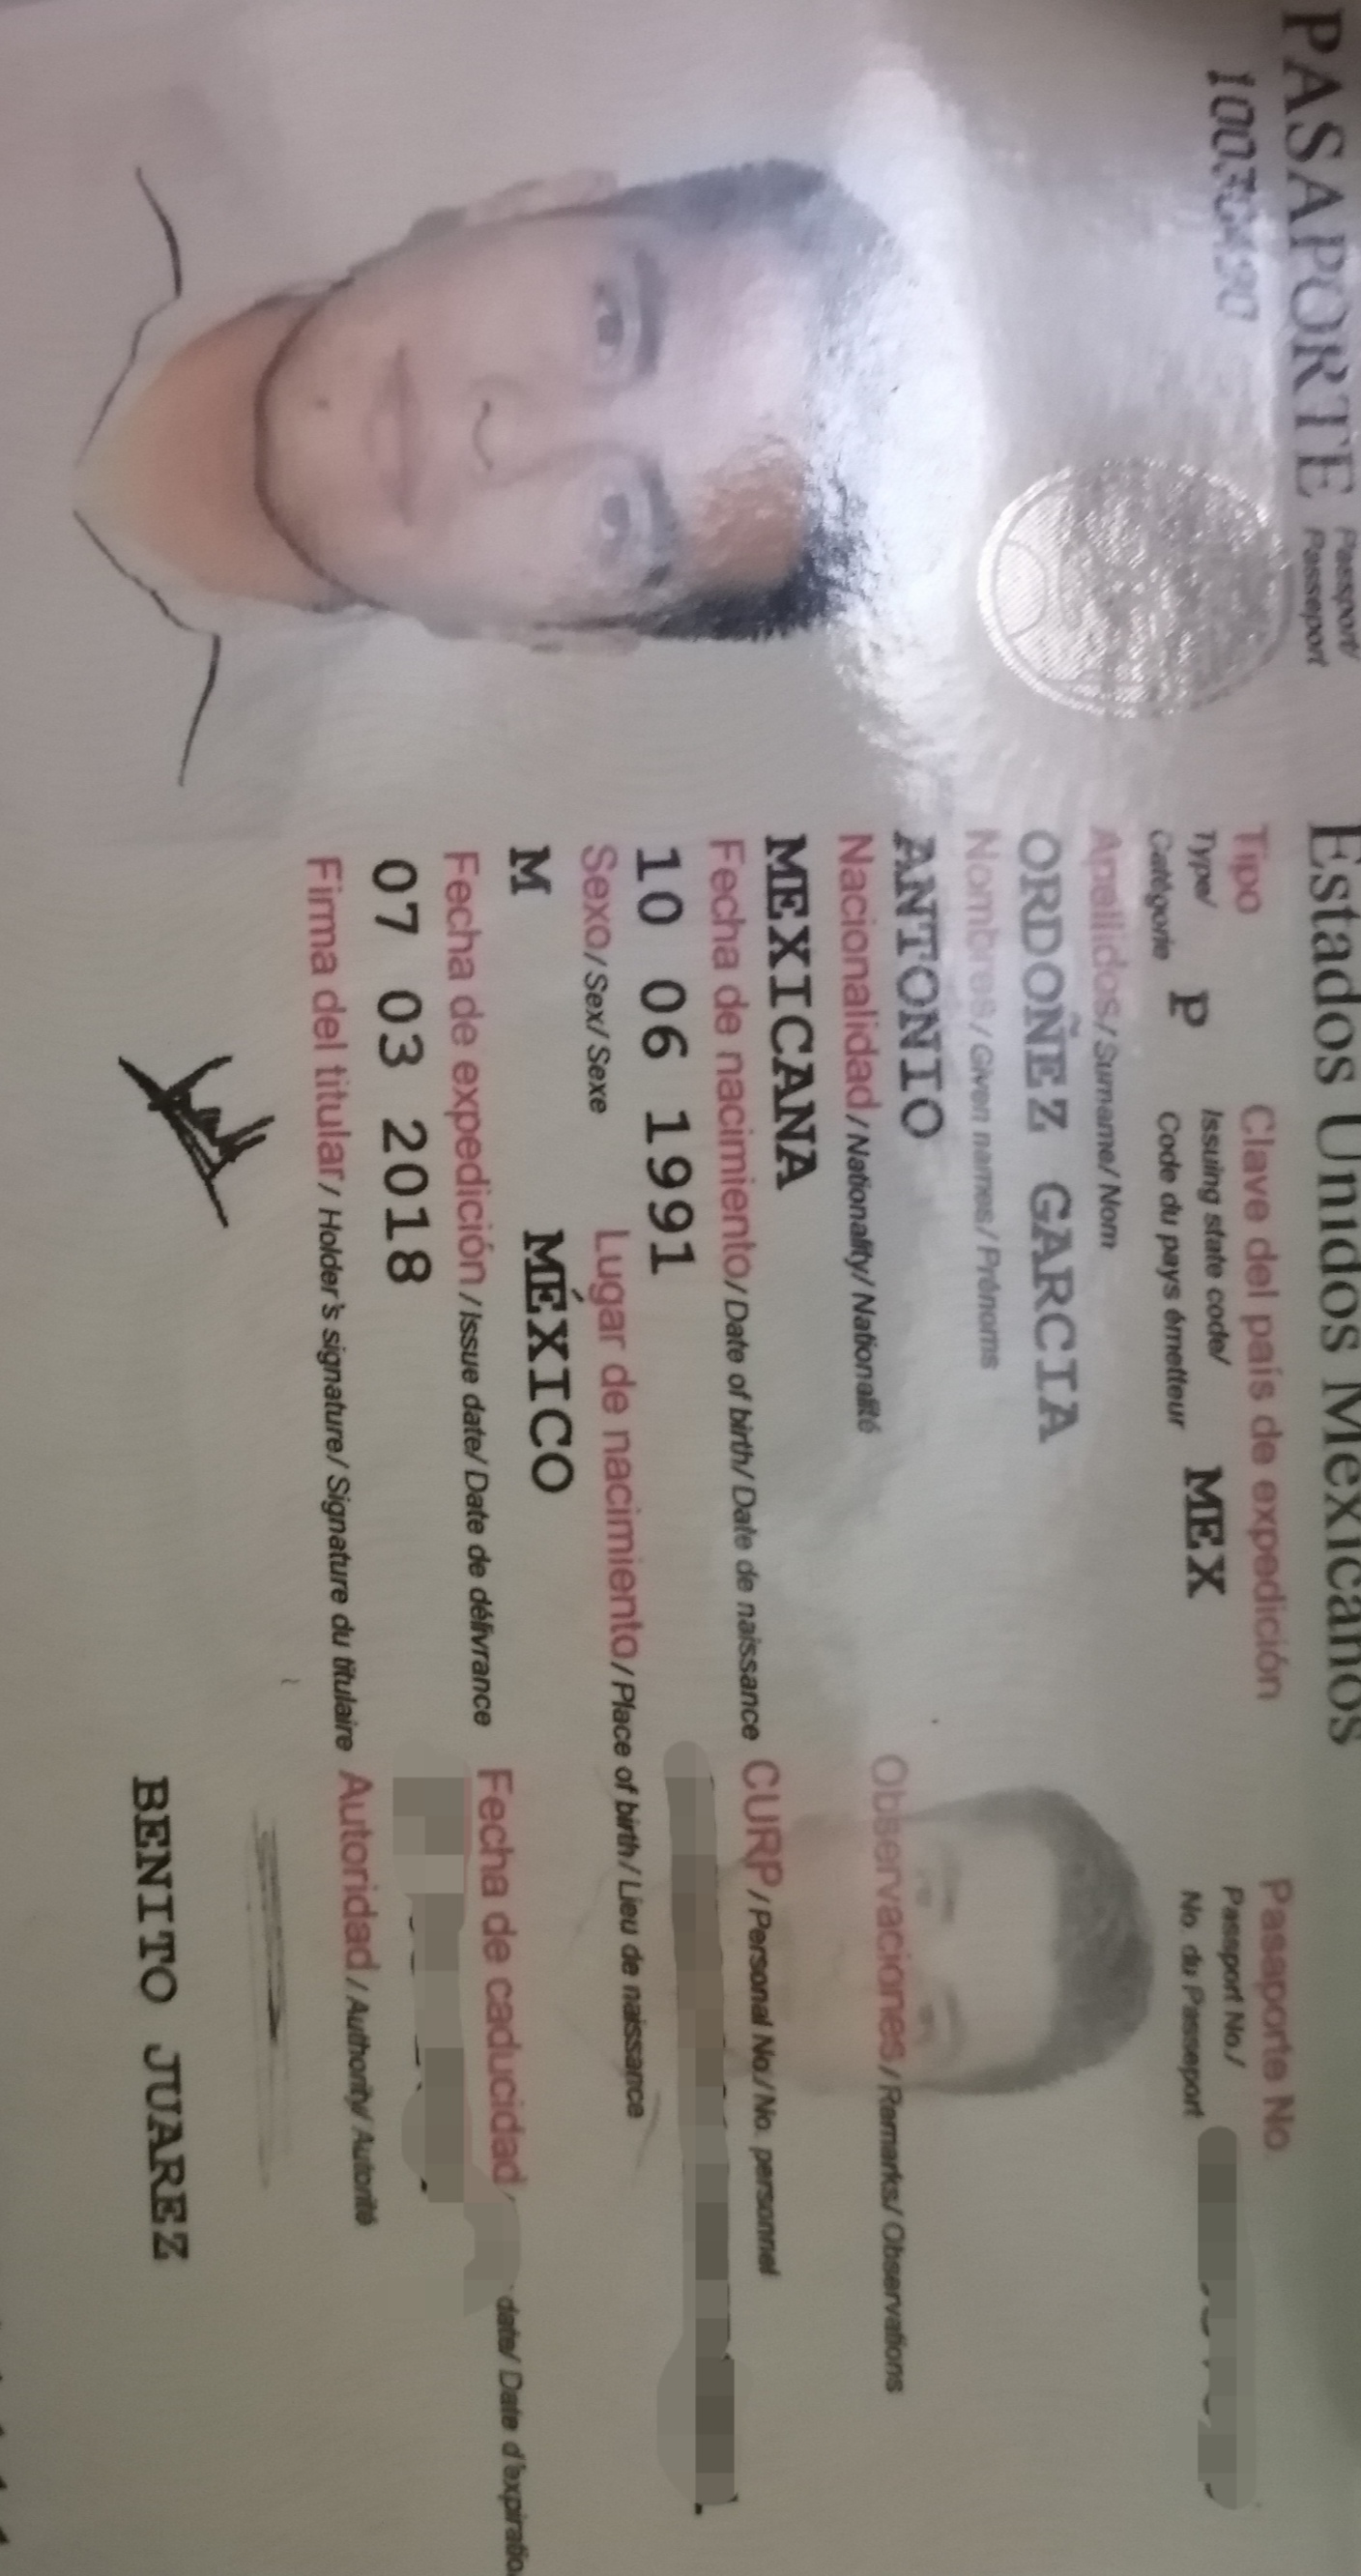 PASAPORTE Passport/ Passeport
Estados Unidos Mexicanos
Tipo Clave del país de expedición Pasaporte No
Type/ Issuing state code/ Passport No./
Catégorie P Code du pays émetteur MEX No. du Passeport
Apellidos/ Surname/ Nom
ORDOÑEZ GARCIA
Nombres/ Given names/ Prénoms
ANTONIO
Nacionalidad/ Nationality/ Nationalité Observaciones/ Remarks/ Observations
MEXICANA
Fecha de nacimiento/ Date of birth/ Date de naissance CURP/ Personal No./ No. personnel
10 06 1991
Sexo/ Sex/ Sexe Lugar de nacimiento/ Place of birth/ Lieu de naissance
M MÉXICO
Fecha de expedición / Issue date/ Date de délivrance Fecha de caducidad date/ Date d'expiratio
07 03 2018
Firma del titular/ Holder's signature/ Signature du titulaire Autoridad/ Authority/ Autorité
BENITO JUAREZ